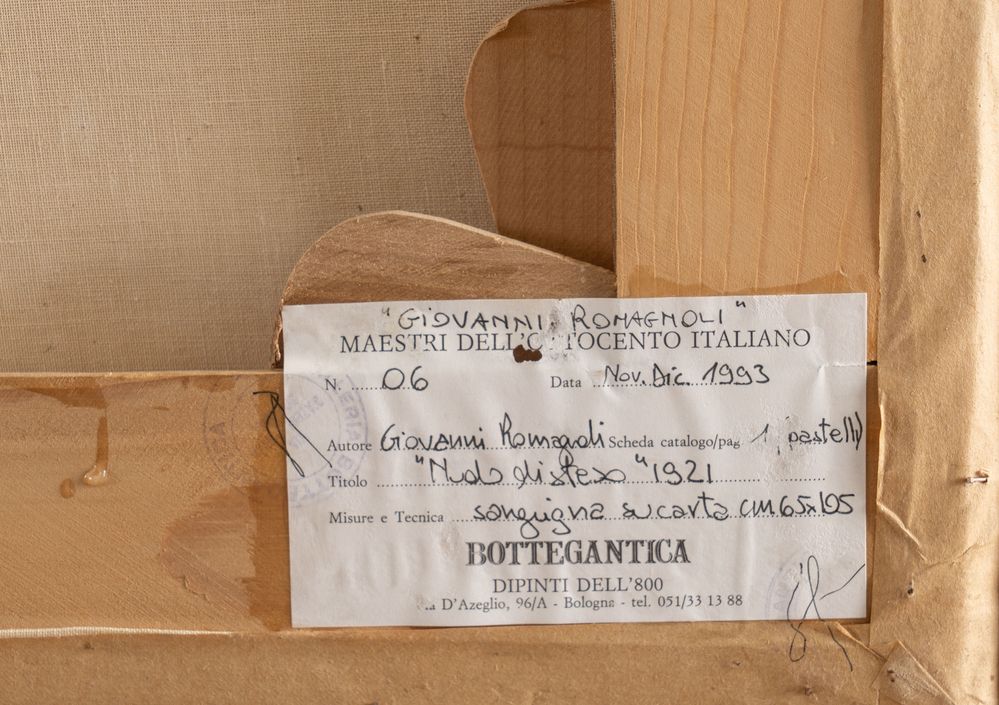 "GIOVANNI ROMAGNOLI"
MAESTRI DELL'OTTOCENTO ITALIANO
N. 06 Data Nov. Dic. 1993
Autore Giovanni Romagnoli Scheda catalogo/pag. 1 pastelli
Titolo "Nudo disteso" 1921
Misure e Tecnica sanguigna su carta cm 65x105
BOTTEGANTICA
DIPINTI DELL'800
D'Azeglio, 96/A - Bologna - tel. 051/33 13 88